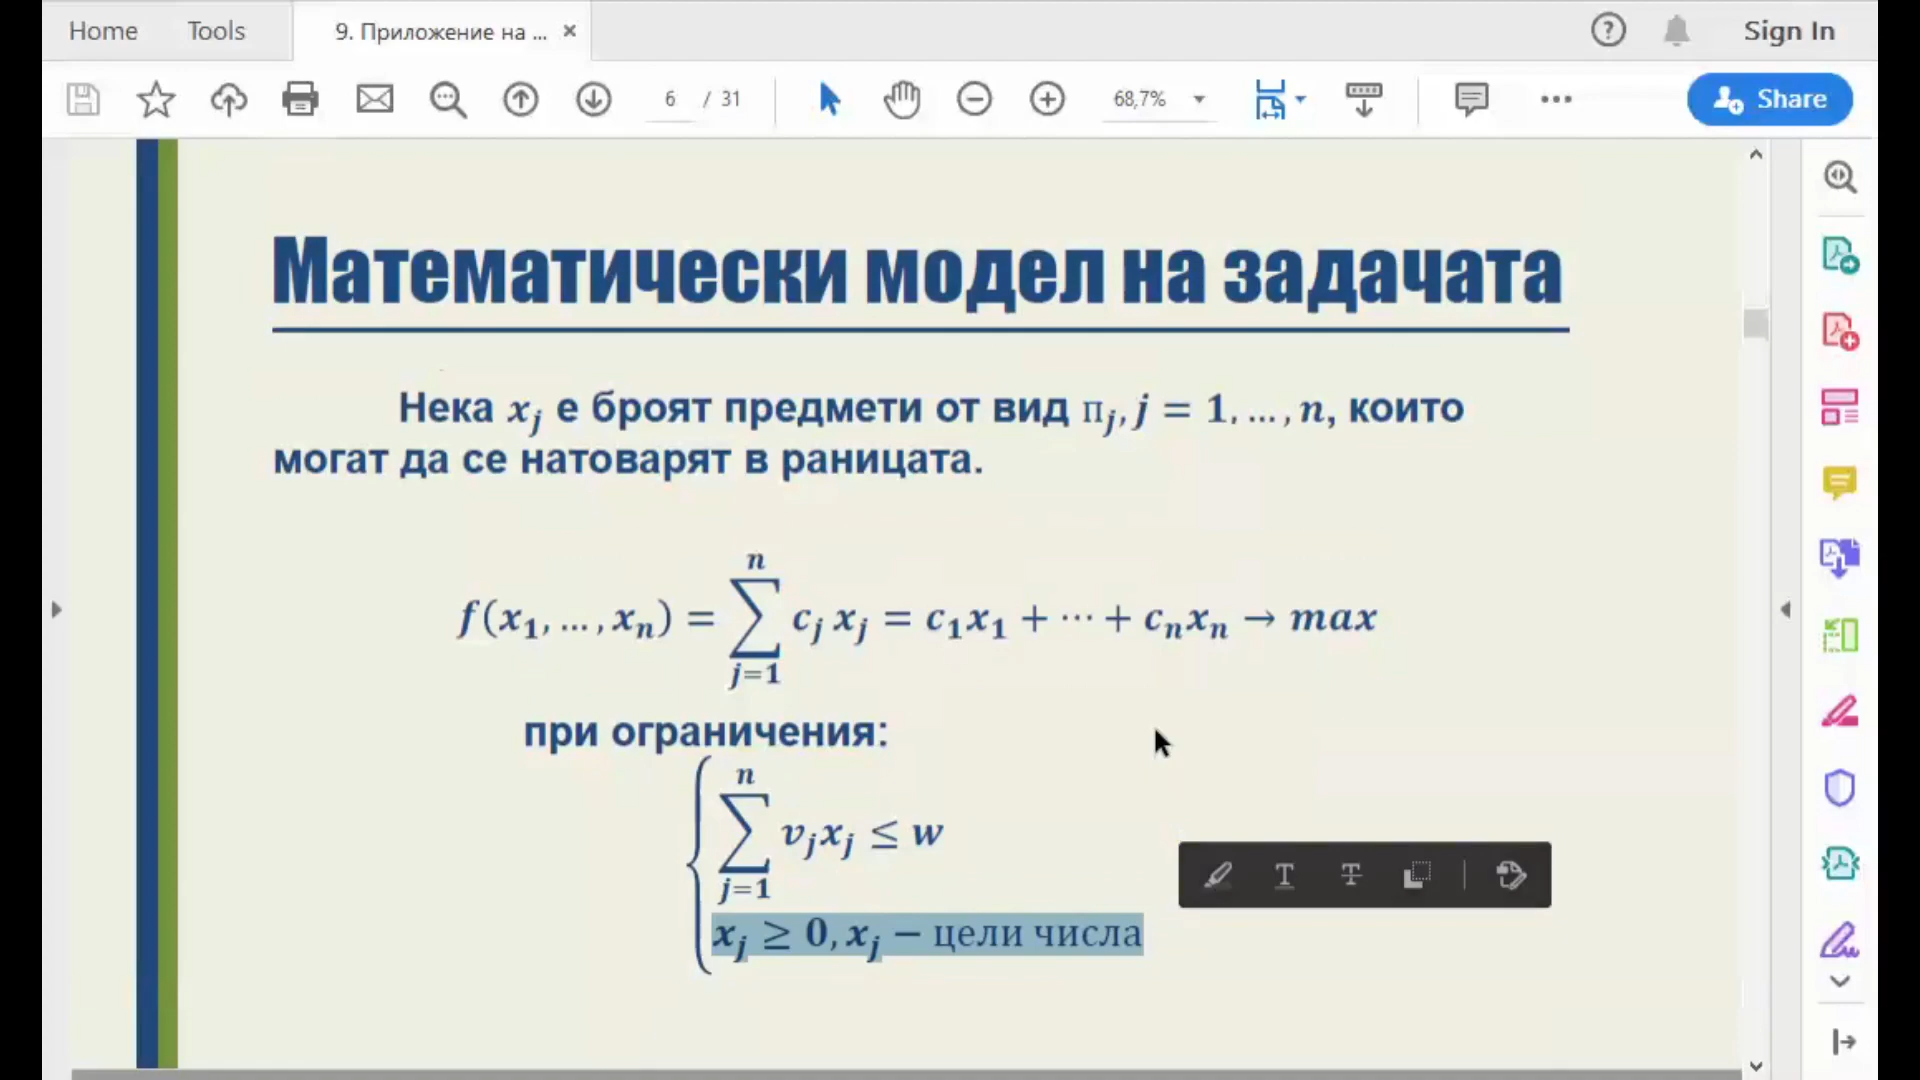 Home Tools 9. Приложение на ... Sign In
6 / 31 68,7% Share
Математически модел на задачата
Нека xⱼ е броят предмети от вид пⱼ, j = 1, … , n, които
могат да се натоварят в раницата.
f(x₁, … , xₙ) = ∑ⱼ₌₁ⁿ cⱼ xⱼ = c₁x₁ + ⋯ + cₙxₙ → max
при ограничения:
∑ⱼ₌₁ⁿ vⱼxⱼ ≤ w
xⱼ ≥ 0, xⱼ − цели числа